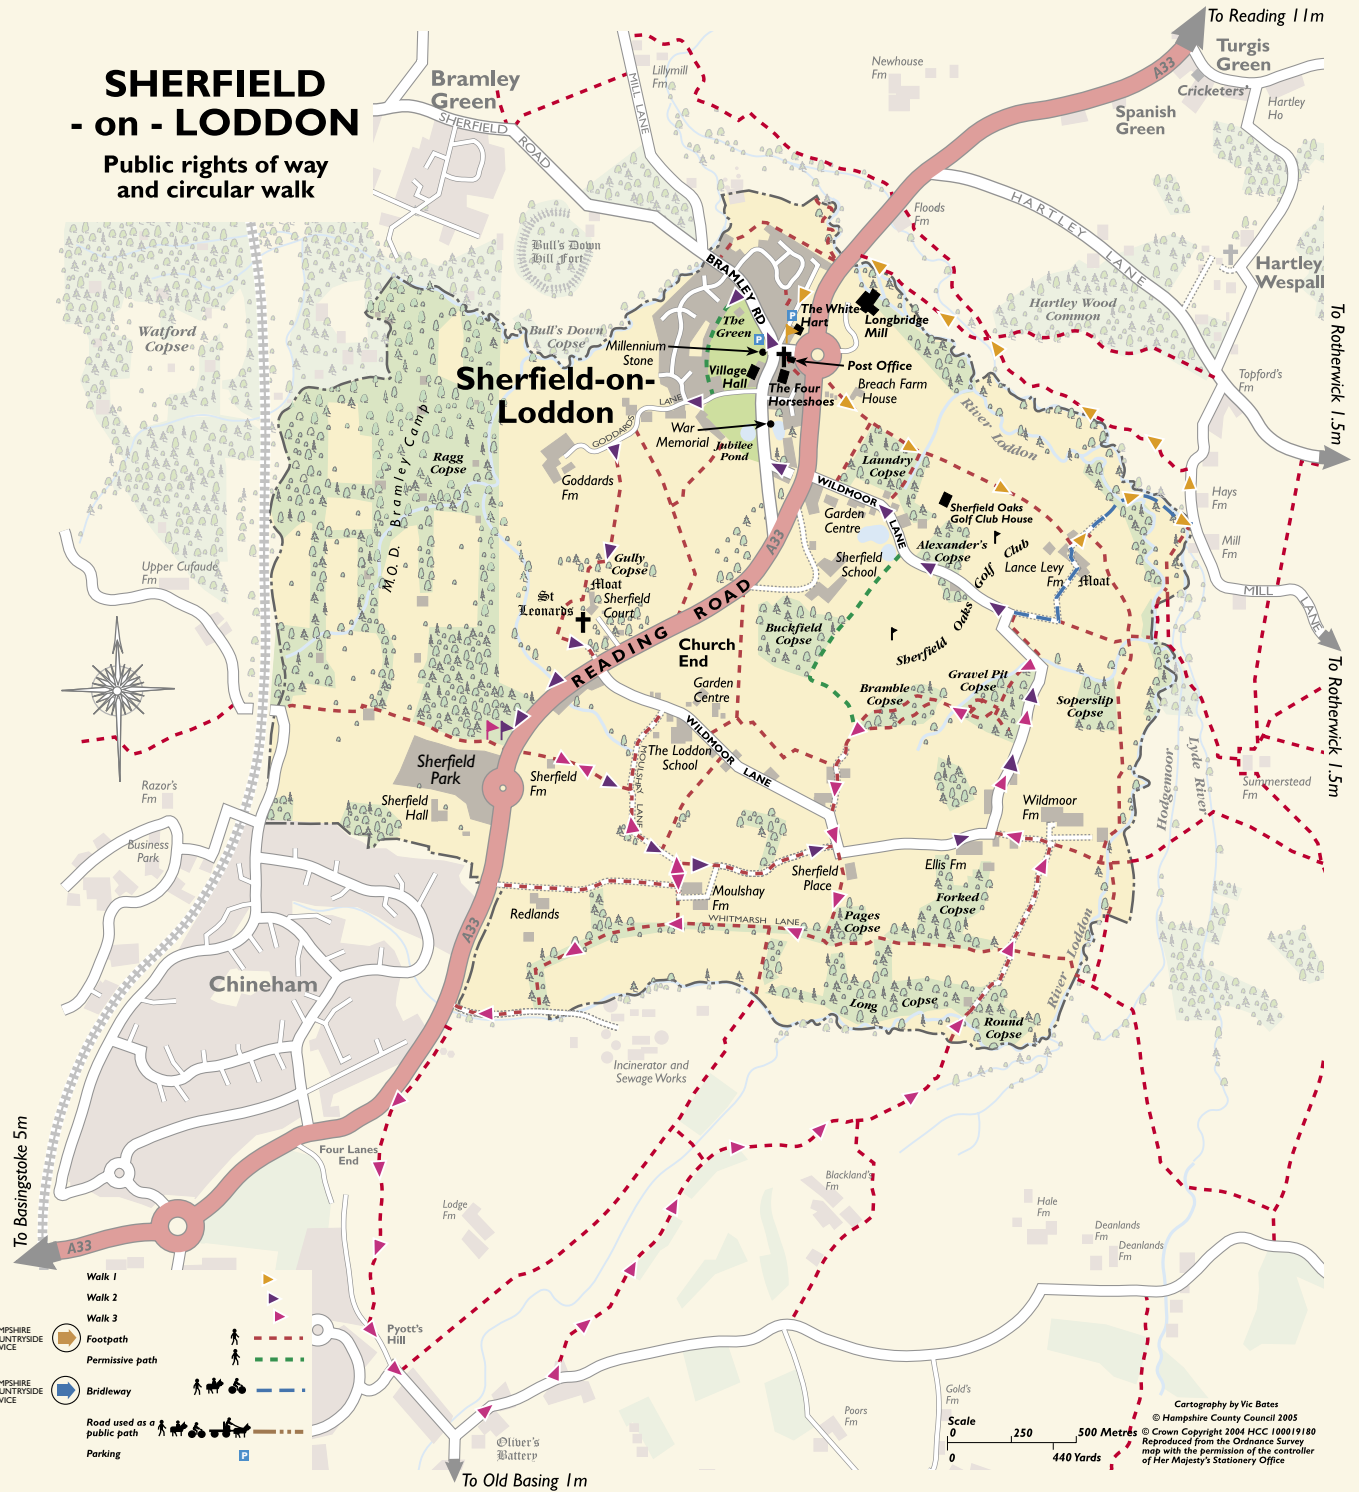 To Reading 11m
SHERFIELD
- on - LODDON
Public rights of way
and circular walk
Bramley
Green
SHERFIELD
ROAD
MILL LANE
Lillymill
Fm
Newhouse
Fm
A33
Turgis
Green
Cricketers'
Hartley
Ho
Spanish
Green
Floods
Fm
HARTLEY LANE
Hartley
Wespall
To Rotherwick 1.5m
Hartley Wood
Common
Topford's
Fm
Bull's Down
Hill Fort
Bull's Down
Copse
Watford
Copse
BRAMLEY RD
The
Green
P
P
The White
Hart
Longbridge
Mill
Millennium
Stone
Village
Hall
Post Office
The Four
Horseshoes
Breach Farm
House
Sherfield-on-
Loddon
GODDARDS
LANE
War
Memorial
Jubilee
Pond
River Loddon
M.O.D. Bramley Camp
Ragg
Copse
Goddards
Fm
Laundry
Copse
WILDMOOR
LANE
Garden
Centre
Sherfield Oaks
Golf Club House
Hays
Fm
Mill
Fm
MILL
LANE
To Rotherwick 1.5m
A33
Alexander's
Copse
Sherfield
School
Sherfield Oaks Golf Club
Lance Levy
Fm
Moat
Upper Cufaude
Fm
Gully
Copse
Moat
Sherfield
Court
St
Leonards
READING ROAD
Church
End
Buckfield
Copse
Garden
Centre
Gravel Pit
Copse
Bramble
Copse
Soperslip
Copse
WILDMOOR LANE
The Loddon
School
MOULSHAY LANE
Sherfield
Park
Sherfield
Fm
Sherfield
Hall
Razor's
Fm
Business
Park
Hodgemoor
Lyde River
Summerstead
Fm
Wildmoor
Fm
Ellis Fm
Sherfield
Place
Moulshay
Fm
Redlands
WHITMARSH LANE
Pages
Copse
Forked
Copse
A33
Chineham
River Loddon
Long Copse
Round
Copse
Incinerator and
Sewage Works
Four Lanes
End
Lodge
Fm
Blackland's
Fm
Hale
Fm
Deanlands
Fm
Deanlands
Fm
To Basingstoke 5m
A33
Walk 1
Walk 2
Walk 3
MPSHIRE
UNTRYSIDE
VICE
Footpath
Permissive path
MPSHIRE
UNTRYSIDE
VICE
Bridleway
Road used as a
public path
Parking
P
Pyott's
Hill
Oliver's
Battery
To Old Basing 1m
Poors
Fm
Gold's
Fm
Scale
0 250 500 Metres
0 440 Yards
Cartography by Vic Bates
© Hampshire County Council 2005
© Crown Copyright 2004 HCC 100019180
Reproduced from the Ordnance Survey
map with the permission of the controller
of Her Majesty's Stationery Office